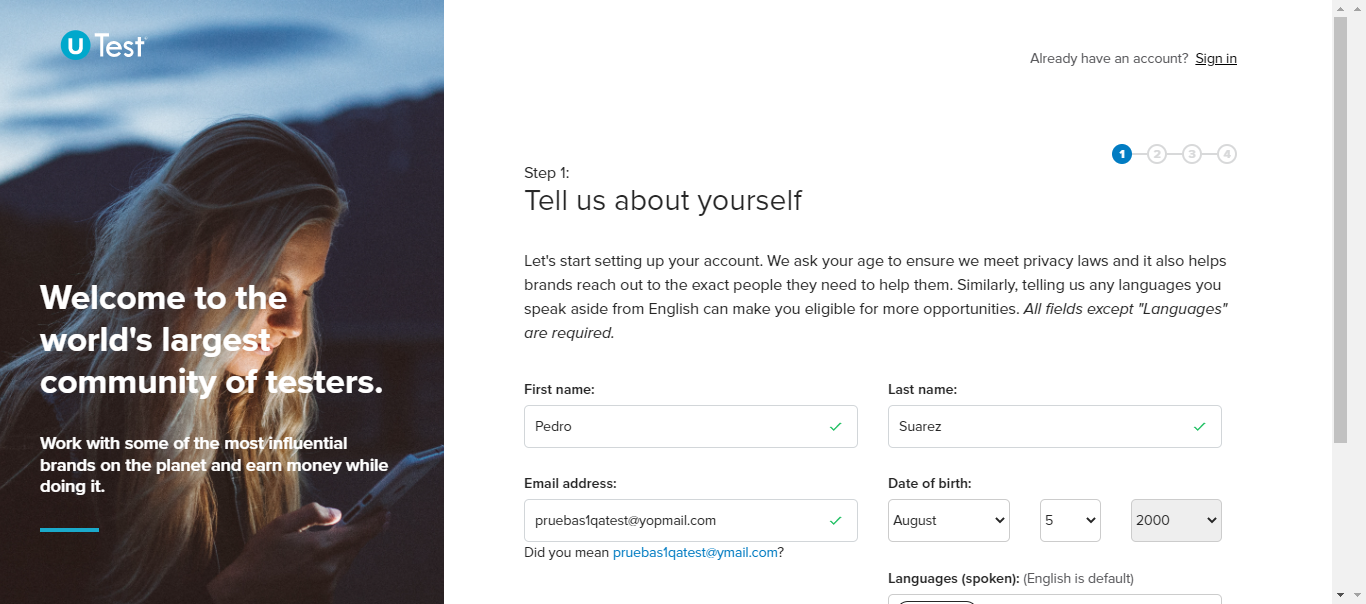 U Test
Already have an account? Sign in
1 2 3 4
Step 1:
Tell us about yourself
Let's start setting up your account. We ask your age to ensure we meet privacy laws and it also helps
brands reach out to the exact people they need to help them. Similarly, telling us any languages you
speak aside from English can make you eligible for more opportunities. All fields except "Languages"
are required.
Welcome to the
world's largest
community of testers.
Work with some of the most influential
brands on the planet and earn money while
doing it.
First name:
Last name:
Pedro
Suarez
Email address:
Date of birth:
pruebas1qatest@yopmail.com
August
5
2000
Did you mean pruebas1qatest@ymail.com?
Languages (spoken): (English is default)